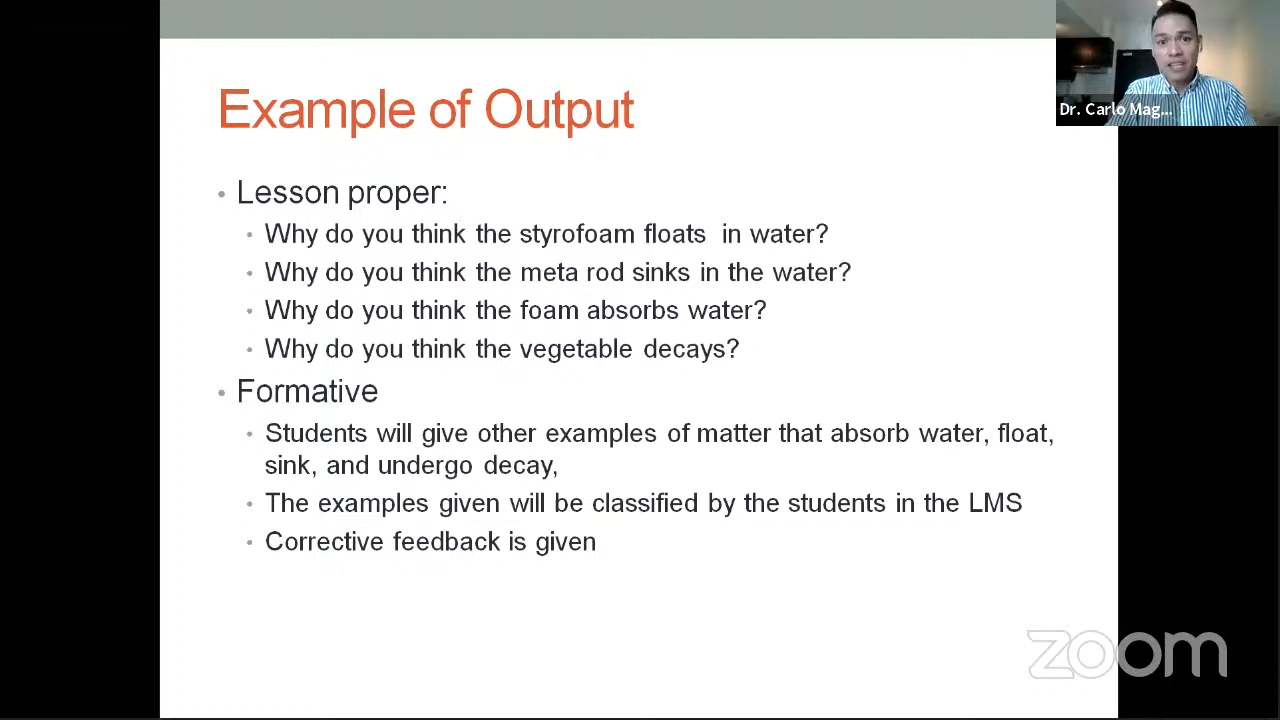 Example of Output
Dr. Carlo Mag...
• Lesson proper:
• Why do you think the styrofoam floats in water?
• Why do you think the meta rod sinks in the water?
• Why do you think the foam absorbs water?
• Why do you think the vegetable decays?
• Formative
• Students will give other examples of matter that absorb water, float,
sink, and undergo decay,
• The examples given will be classified by the students in the LMS
• Corrective feedback is given
zoom